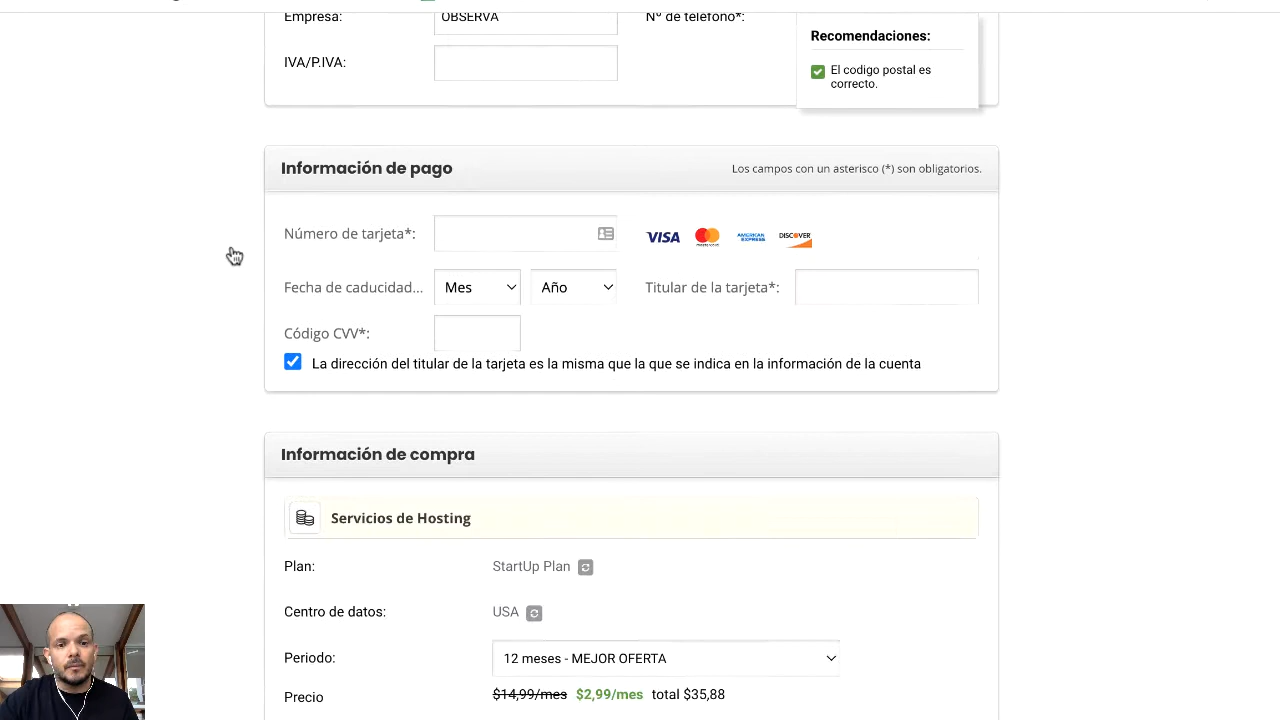 Empresa:
OBSERVA
Nº de teléfono*:
Recomendaciones:
El codigo postal es
correcto.
IVA/P.IVA:
Información de pago
Los campos con un asterisco (*) son obligatorios.
Número de tarjeta*:
VISA
mastercard
AMERICAN
EXPRESS
DISCOVER
Fecha de caducidad...
Mes
Año
Titular de la tarjeta*:
Código CVV*:
La dirección del titular de la tarjeta es la misma que la que se indica en la información de la cuenta
Información de compra
Servicios de Hosting
Plan:
StartUp Plan
Centro de datos:
USA
Periodo:
12 meses - MEJOR OFERTA
Precio
$14,99/mes $2,99/mes total $35,88